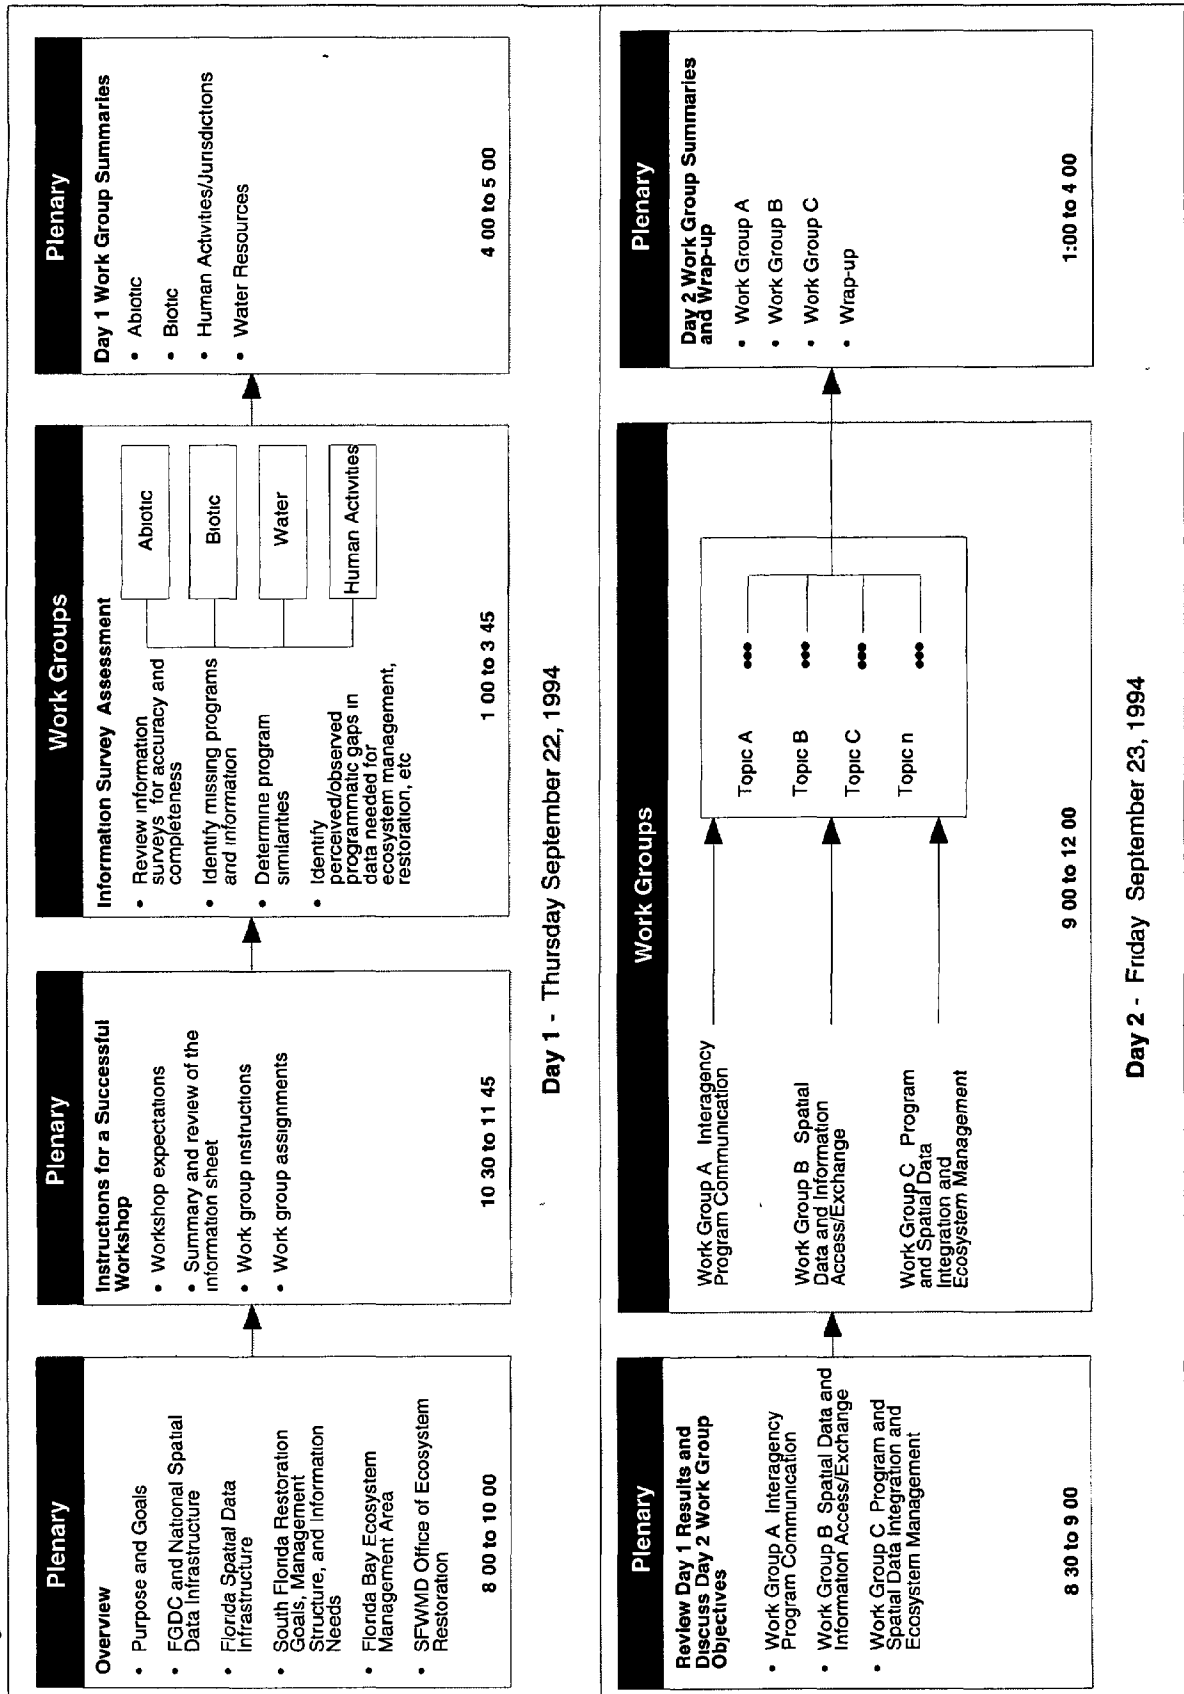 Plenary
Overview
• Purpose and Goals
• FGDC and National Spatial
Data Infrastructure
• Florida Spatial Data
Infrastructure
• South Florida Restoration
Goals, Management
Structure, and Information
Needs
• Florida Bay Ecosystem
Management Area
• SFWMD Office of Ecosystem
Restoration
8 00 to 10 00
Plenary
Instructions for a Successful
Workshop
• Workshop expectations
• Summary and review of the
information sheet
• Work group instructions
• Work group assignments
10 30 to 11 45
Work Groups
Information Survey Assessment
• Review information
surveys for accuracy and
completeness
• Identify missing programs
and information
• Determine program
similarities
• Identify
perceived/observed
programmatic gaps in
data needed for
ecosystem management,
restoration, etc
Abiotic
Biotic
Water
Human Activities
1 00 to 3 45
Plenary
Day 1 Work Group Summaries
• Abiotic
• Biotic
• Human Activities/Jurisdictions
• Water Resources
4 00 to 5 00
Day 1 - Thursday September 22, 1994
Plenary
Review Day 1 Results and
Discuss Day 2 Work Group
Objectives
• Work Group A Interagency
Program Communication
• Work Group B Spatial Data and
Information Access/Exchange
• Work Group C Program and
Spatial Data Integration and
Ecosystem Management
8 30 to 9 00
Work Groups
Work Group A Interagency
Program Communication
Work Group B Spatial
Data and Information
Access/Exchange
Work Group C Program
and Spatial Data
Integration and
Ecosystem Management
Topic A •••
Topic B •••
Topic C •••
Topic n •••
9 00 to 12 00
Plenary
Day 2 Work Group Summaries
and Wrap-up
• Work Group A
• Work Group B
• Work Group C
• Wrap-up
1:00 to 4 00
Day 2 - Friday September 23, 1994